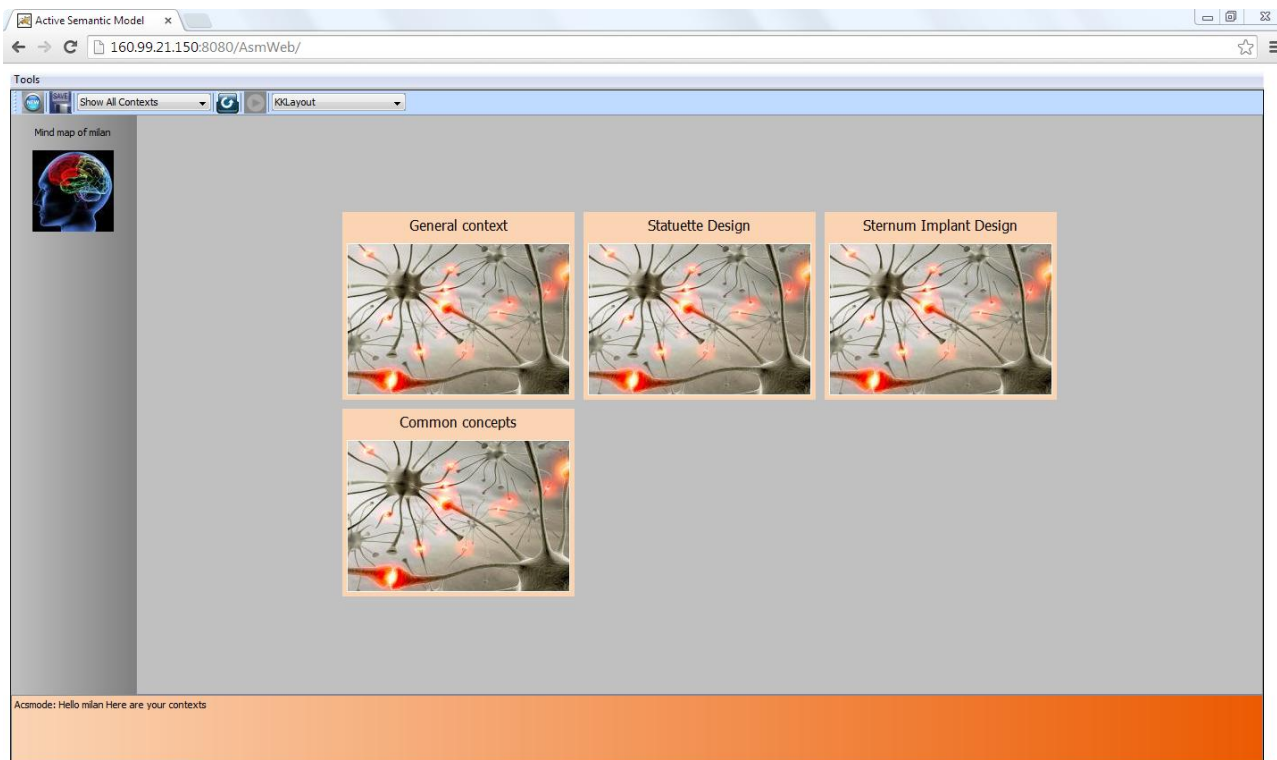 Active Semantic Model
160.99.21.150:8080/AsmWeb/
Tools
NEW
SAVE
Show All Contexts
KKLayout
Mind map of milan
General context
Statuette Design
Sternum Implant Design
Common concepts
Acsmode: Hello milan Here are your contexts